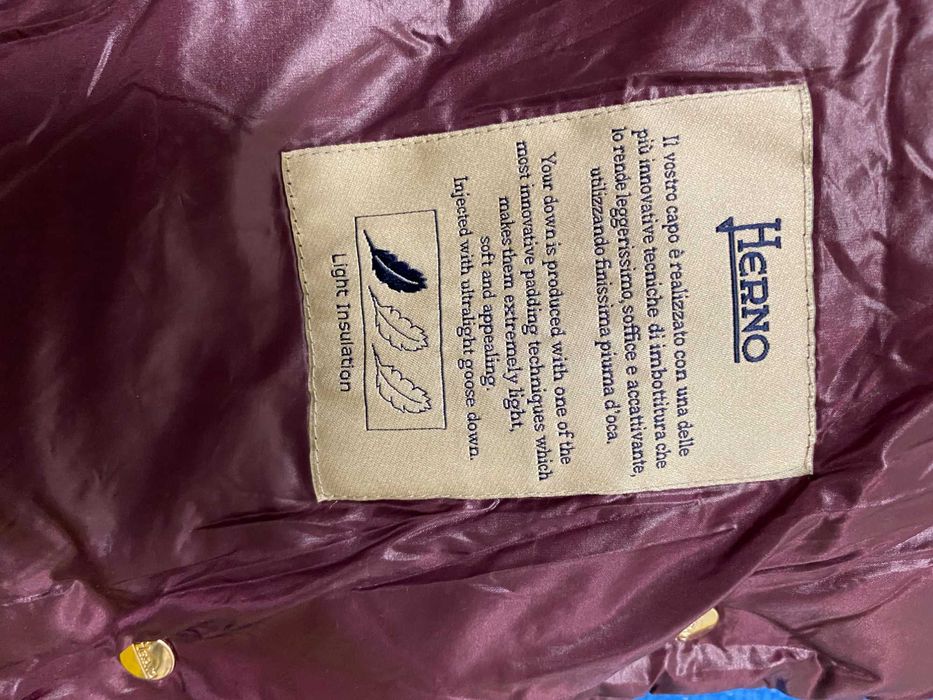 HERNO
Il vostro capo è realizzato con una delle
più innovative tecniche di imbottitura che
lo rende leggerissimo, soffice e accattivante,
utilizzando finissima piuma d'oca.
Your down is produced with one of the
most innovative padding techniques which
makes them extremely light,
soft and appealing.
Injected with ultralight goose down.
Light Insulation
HERNO